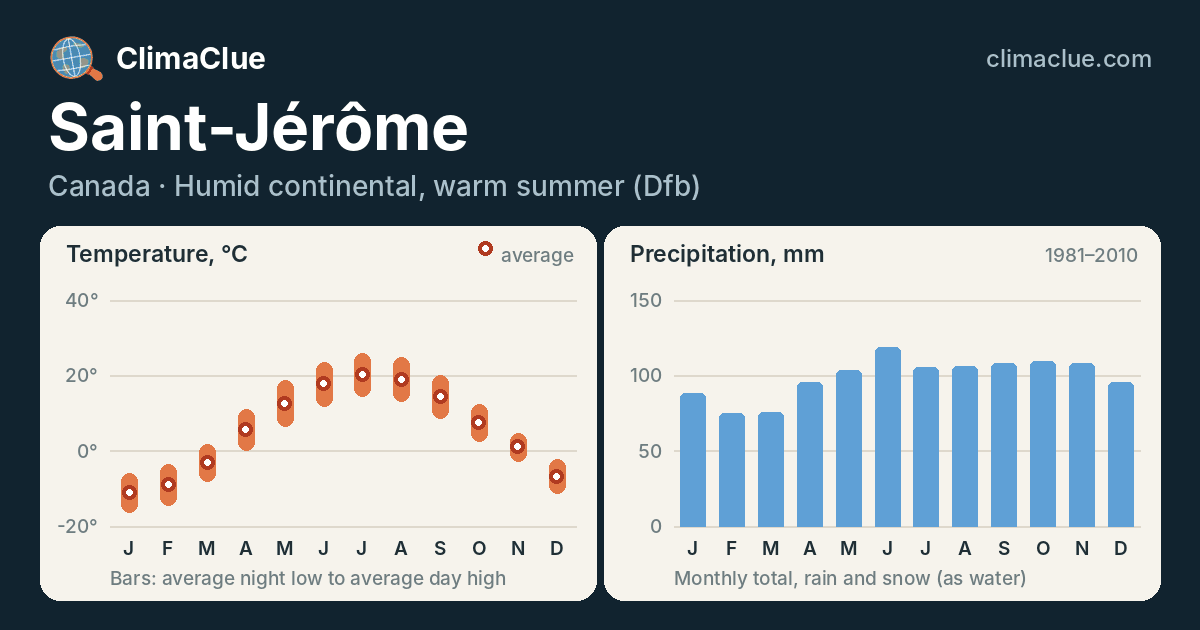 ClimaClue
climaclue.com
Saint-Jérôme
Canada · Humid continental, warm summer (Dfb)
Temperature, °C
average
40°
20°
0°
-20°
J F M A M J J A S O N D
Bars: average night low to average day high
Precipitation, mm
1981–2010
150
100
50
0
J F M A M J J A S O N D
Monthly total, rain and snow (as water)